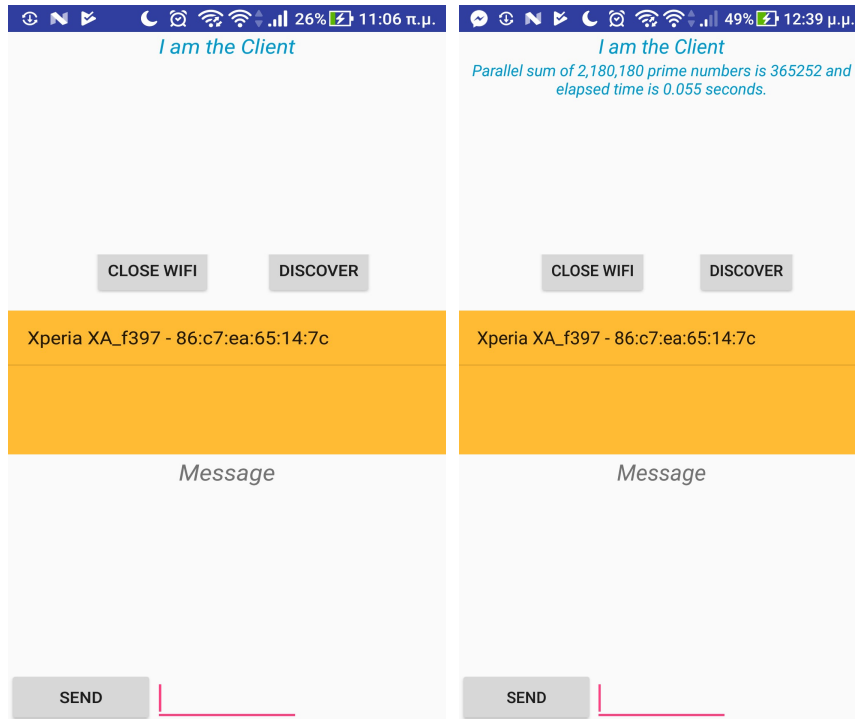 26% 11:06 π.μ.
I am the Client
CLOSE WIFI DISCOVER
Xperia XA_f397 - 86:c7:ea:65:14:7c
Message
SEND
49% 12:39 μ.μ.
I am the Client
Parallel sum of 2,180,180 prime numbers is 365252 and
elapsed time is 0.055 seconds.
CLOSE WIFI DISCOVER
Xperia XA_f397 - 86:c7:ea:65:14:7c
Message
SEND